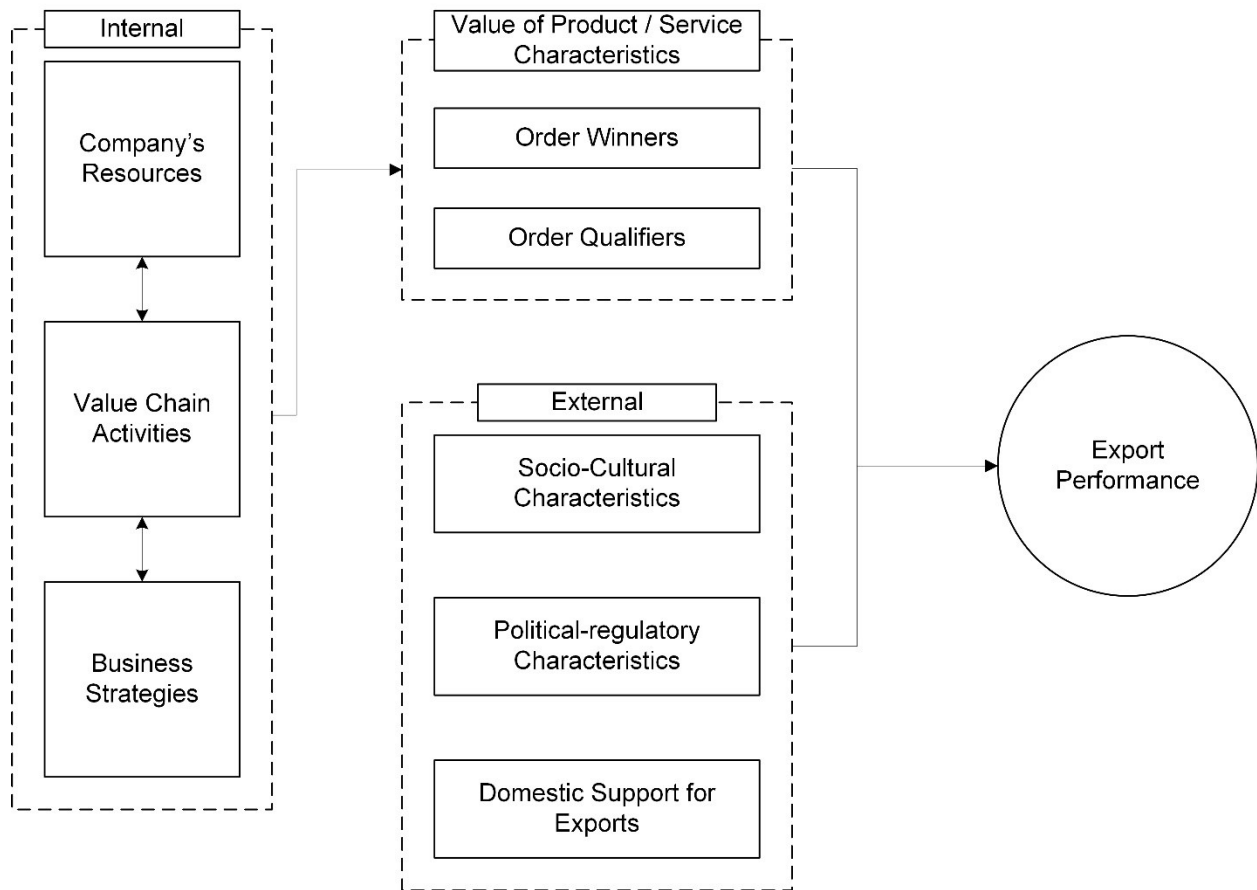 Internal
Company's
Resources
Value Chain
Activities
Business
Strategies
Value of Product / Service
Characteristics
Order Winners
Order Qualifiers
External
Socio-Cultural
Characteristics
Political-regulatory
Characteristics
Domestic Support for
Exports
Export
Performance